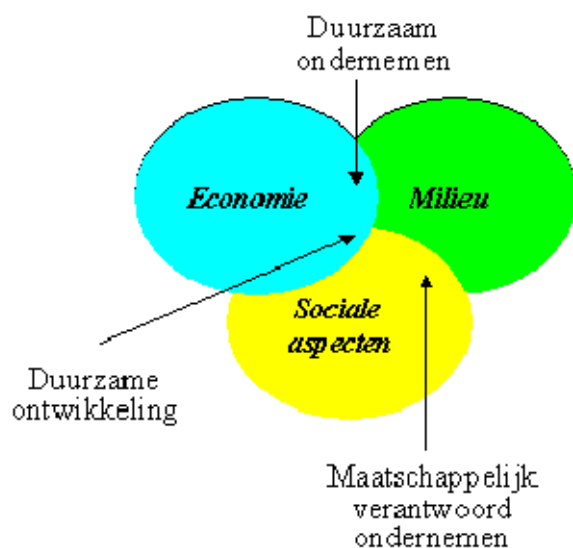 Duurzaam
ondernemen
Economie
Milieu
Sociale
aspecten
Duurzame
ontwikkeling
Maatschappelijk
verantwoord
ondernemen